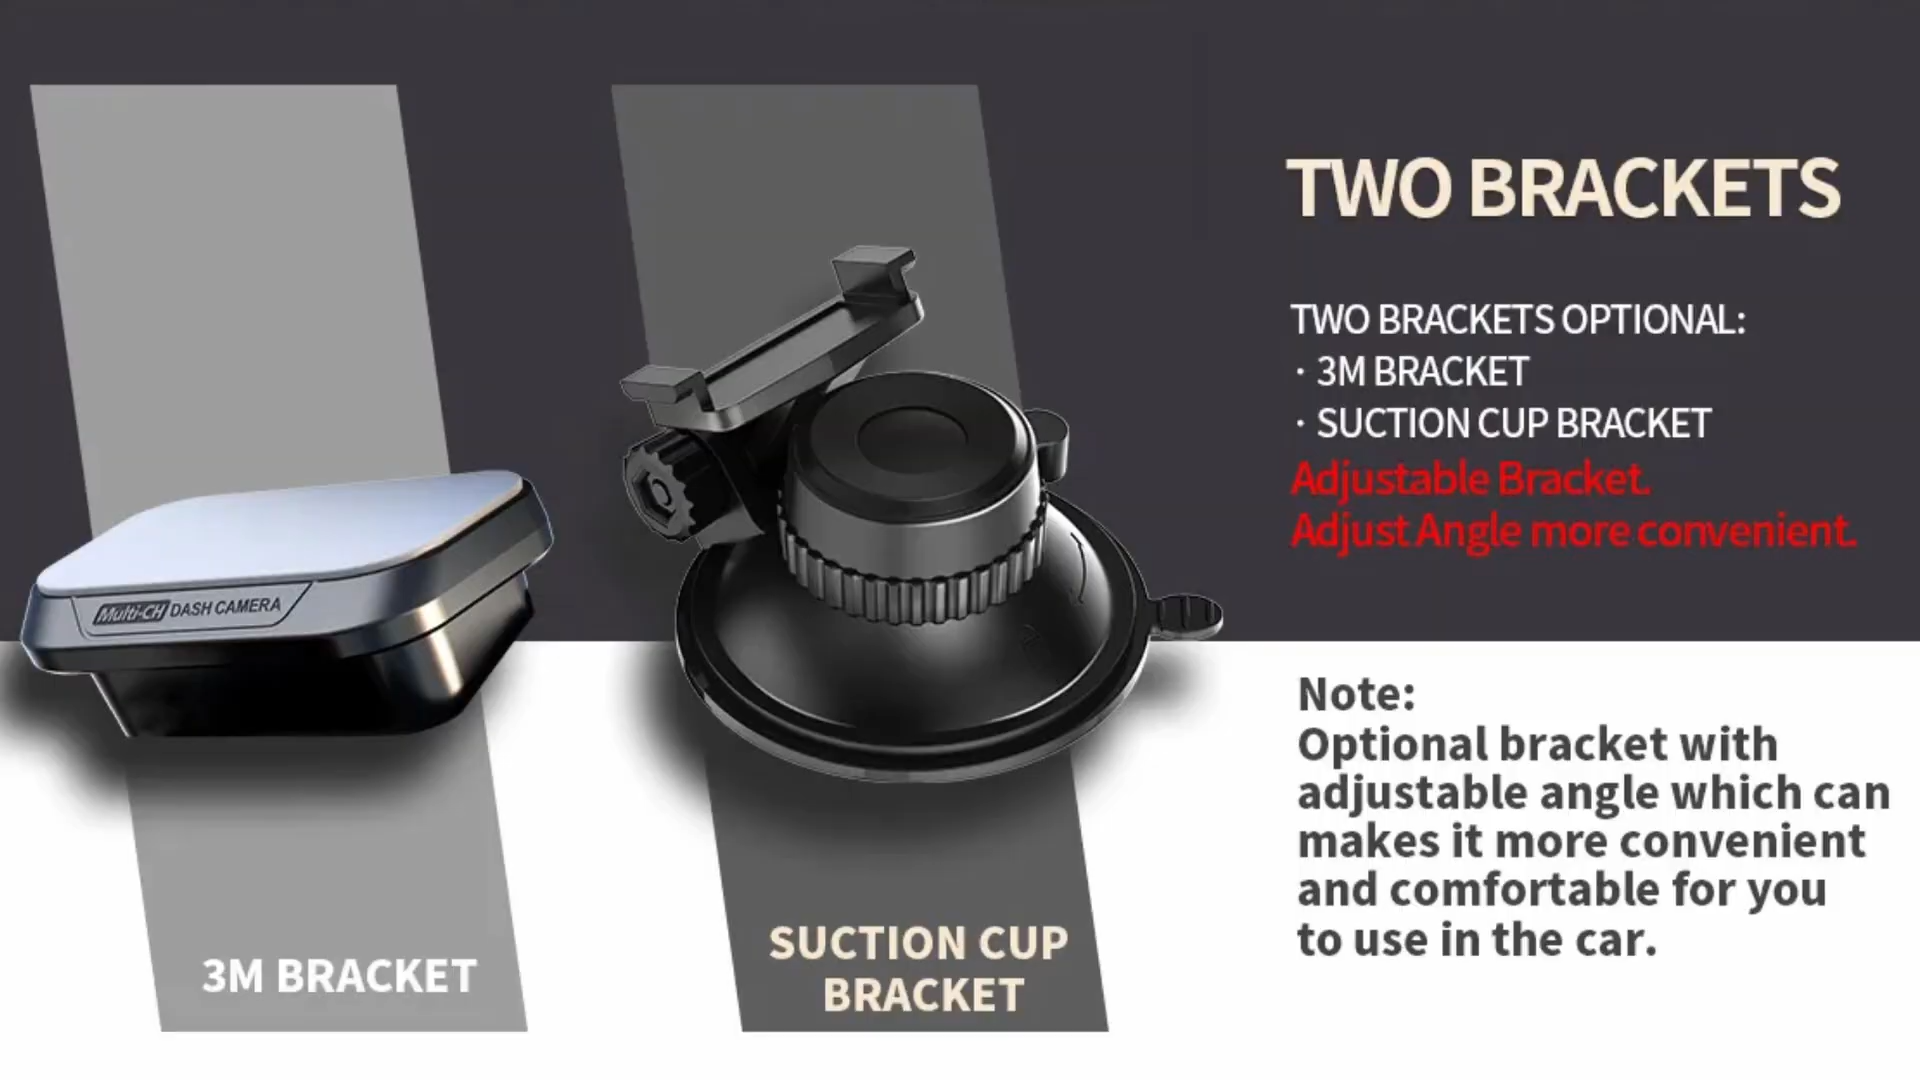 TWO BRACKETS
TWO BRACKETS OPTIONAL:
· 3M BRACKET
· SUCTION CUP BRACKET
Adjustable Bracket.
Adjust Angle more convenient.
Multi-CH DASH CAMERA
3M BRACKET
SUCTION CUP
BRACKET
Note:
Optional bracket with
adjustable angle which can
makes it more convenient
and comfortable for you
to use in the car.